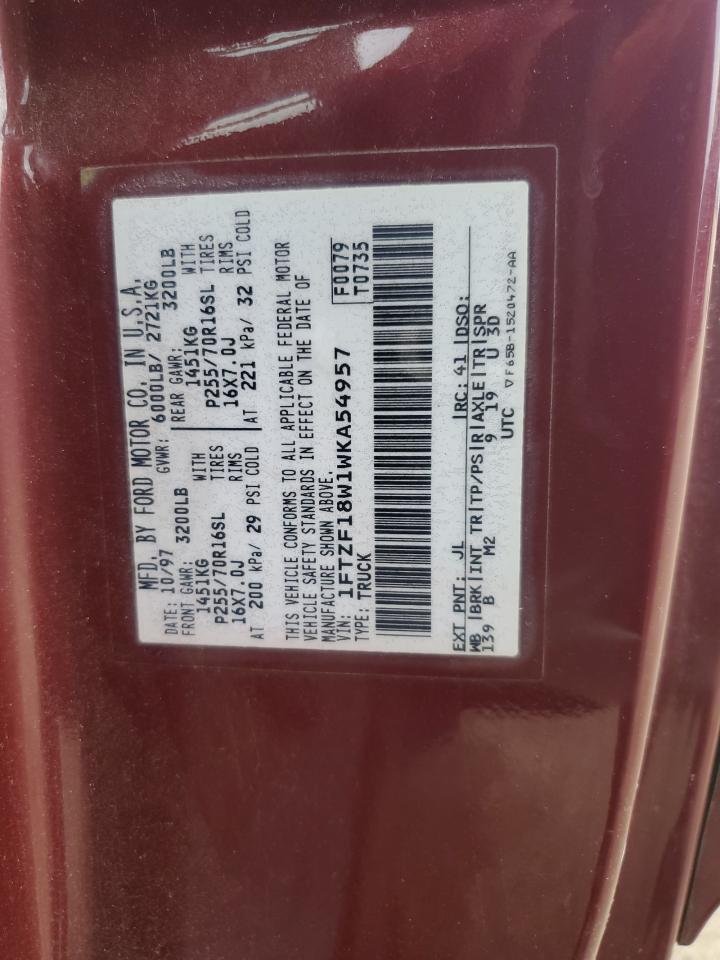 MFD. BY FORD MOTOR CO. IN U.S.A.
DATE: 10/97 GVWR: 6000LB/ 2721KG
FRONT GAWR: 3200LB REAR GAWR: 3200LB
1451KG WITH 1451KG WITH
P255/70R16SL TIRES P255/70R16SL TIRES
16X7.0J RIMS 16X7.0J RIMS
AT 200 kPa/ 29 PSI COLD AT 221 kPa/ 32 PSI COLD
THIS VEHICLE CONFORMS TO ALL APPLICABLE FEDERAL MOTOR
VEHICLE SAFETY STANDARDS IN EFFECT ON THE DATE OF
MANUFACTURE SHOWN ABOVE.
VIN: 1FTZF18W1WKA54957 F0079
TYPE: TRUCK T0735
EXT PNT: JL RC: 41 DSO:
WB BRK INT TR TP/PS R AXLE TR SPR
139 B M2 9 19 U 3D
UTC ▽F65B-1520472-AA